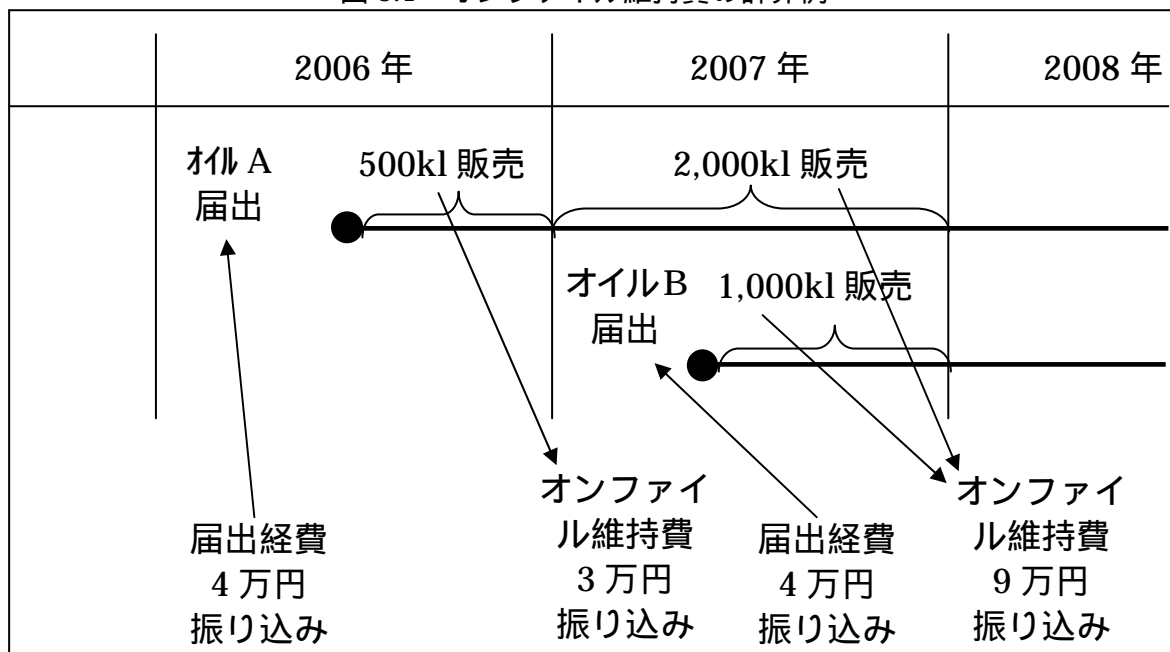 2006 年
2007 年
2008 年
オイル A
届出
500kl 販売
2,000kl 販売
オイル B
届出
1,000kl 販売
届出経費
4 万円
振り込み
オンファイ
ル維持費
3 万円
振り込み
届出経費
4 万円
振り込み
オンファイ
ル維持費
9 万円
振り込み